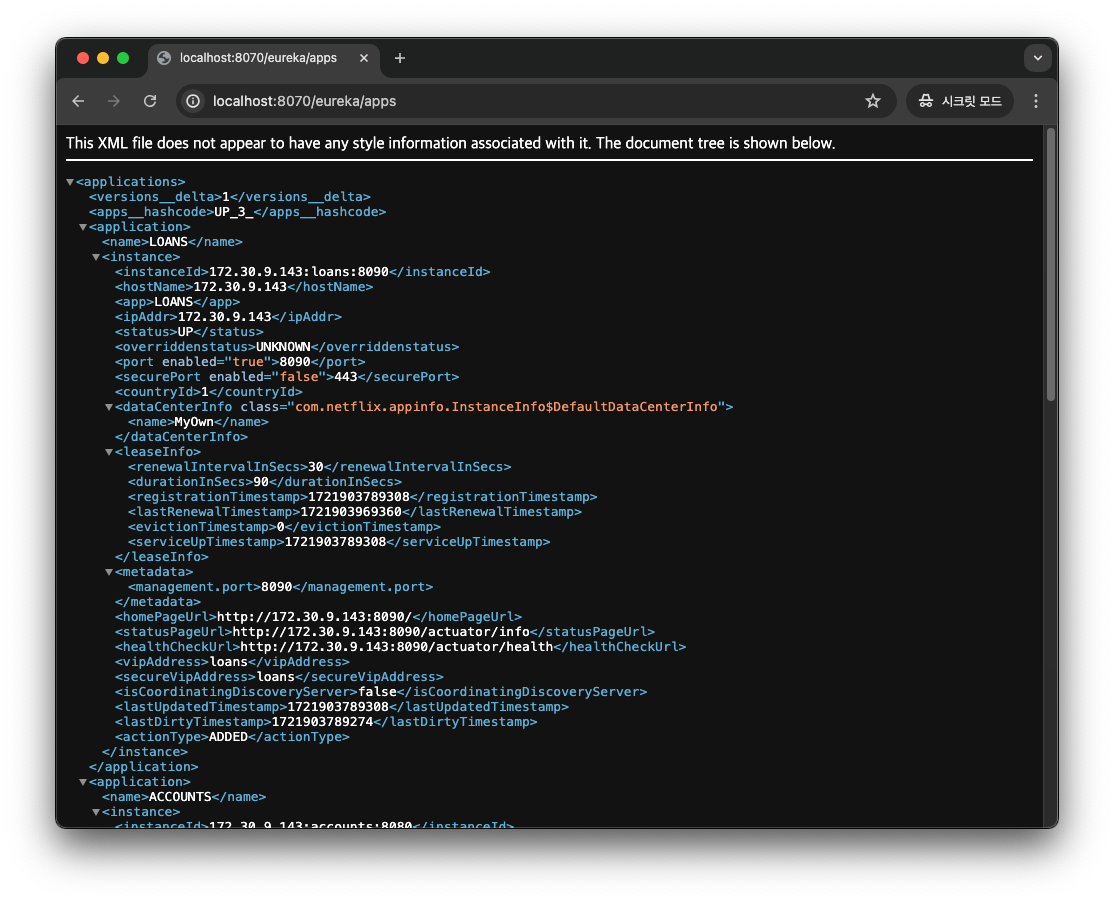 localhost:8070/eureka/apps
localhost:8070/eureka/apps
시크릿 모드
This XML file does not appear to have any style information associated with it. The document tree is shown below.
<applications>
<versions__delta>1</versions__delta>
<apps__hashcode>UP_3_</apps__hashcode>
<application>
<name>LOANS</name>
<instance>
<instanceId>172.30.9.143:loans:8090</instanceId>
<hostName>172.30.9.143</hostName>
<app>LOANS</app>
<ipAddr>172.30.9.143</ipAddr>
<status>UP</status>
<overriddenstatus>UNKNOWN</overriddenstatus>
<port enabled="true">8090</port>
<securePort enabled="false">443</securePort>
<countryId>1</countryId>
<dataCenterInfo class="com.netflix.appinfo.InstanceInfo$DefaultDataCenterInfo">
<name>MyOwn</name>
</dataCenterInfo>
<leaseInfo>
<renewalIntervalInSecs>30</renewalIntervalInSecs>
<durationInSecs>90</durationInSecs>
<registrationTimestamp>1721903789308</registrationTimestamp>
<lastRenewalTimestamp>1721903969360</lastRenewalTimestamp>
<evictionTimestamp>0</evictionTimestamp>
<serviceUpTimestamp>1721903789308</serviceUpTimestamp>
</leaseInfo>
<metadata>
<management.port>8090</management.port>
</metadata>
<homePageUrl>http://172.30.9.143:8090/</homePageUrl>
<statusPageUrl>http://172.30.9.143:8090/actuator/info</statusPageUrl>
<healthCheckUrl>http://172.30.9.143:8090/actuator/health</healthCheckUrl>
<vipAddress>loans</vipAddress>
<secureVipAddress>loans</secureVipAddress>
<isCoordinatingDiscoveryServer>false</isCoordinatingDiscoveryServer>
<lastUpdatedTimestamp>1721903789308</lastUpdatedTimestamp>
<lastDirtyTimestamp>1721903789274</lastDirtyTimestamp>
<actionType>ADDED</actionType>
</instance>
</application>
<application>
<name>ACCOUNTS</name>
<instance>
<instanceId>172.30.9.143:accounts:8080</instanceId>